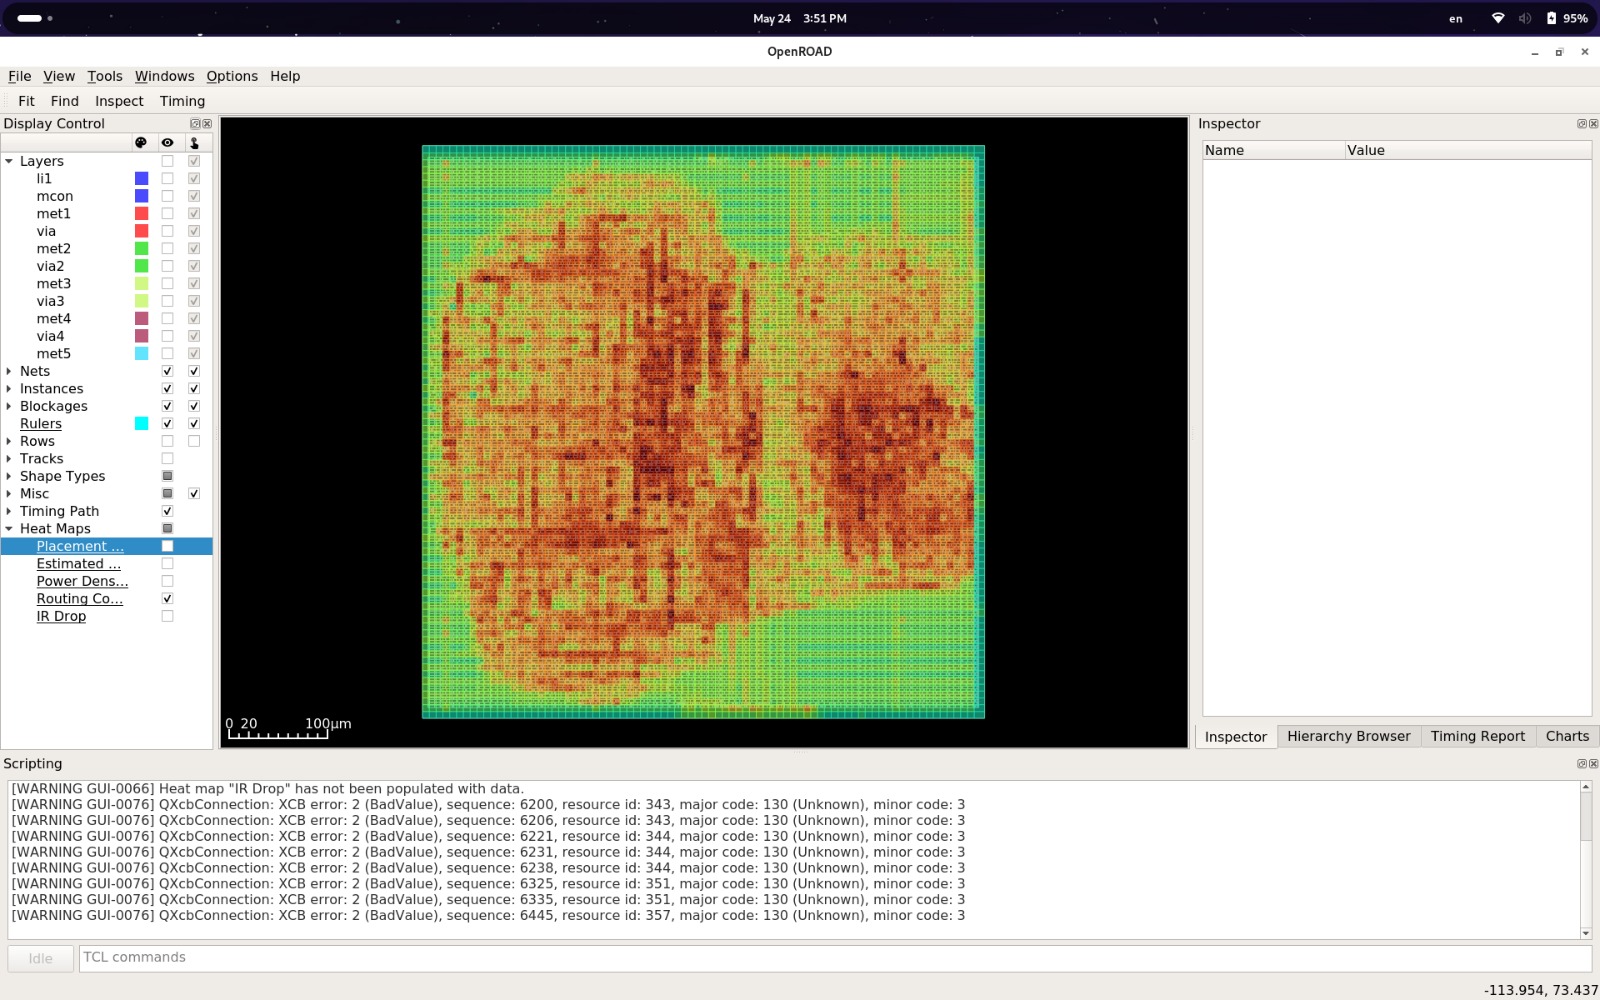 May 24 3:51 PM
en
95%
OpenROAD
File View Tools Windows Options Help
Fit Find Inspect Timing
Display Control
Layers
li1
mcon
met1
via
met2
via2
met3
via3
met4
via4
met5
Nets
Instances
Blockages
Rulers
Rows
Tracks
Shape Types
Misc
Timing Path
Heat Maps
Placement ...
Estimated ...
Power Dens...
Routing Co...
IR Drop
0 20 100μm
Inspector
Name Value
Inspector Hierarchy Browser Timing Report Charts
Scripting
[WARNING GUI-0066] Heat map "IR Drop" has not been populated with data.
[WARNING GUI-0076] QXcbConnection: XCB error: 2 (BadValue), sequence: 6200, resource id: 343, major code: 130 (Unknown), minor code: 3
[WARNING GUI-0076] QXcbConnection: XCB error: 2 (BadValue), sequence: 6206, resource id: 343, major code: 130 (Unknown), minor code: 3
[WARNING GUI-0076] QXcbConnection: XCB error: 2 (BadValue), sequence: 6221, resource id: 344, major code: 130 (Unknown), minor code: 3
[WARNING GUI-0076] QXcbConnection: XCB error: 2 (BadValue), sequence: 6231, resource id: 344, major code: 130 (Unknown), minor code: 3
[WARNING GUI-0076] QXcbConnection: XCB error: 2 (BadValue), sequence: 6238, resource id: 344, major code: 130 (Unknown), minor code: 3
[WARNING GUI-0076] QXcbConnection: XCB error: 2 (BadValue), sequence: 6325, resource id: 351, major code: 130 (Unknown), minor code: 3
[WARNING GUI-0076] QXcbConnection: XCB error: 2 (BadValue), sequence: 6335, resource id: 351, major code: 130 (Unknown), minor code: 3
[WARNING GUI-0076] QXcbConnection: XCB error: 2 (BadValue), sequence: 6445, resource id: 357, major code: 130 (Unknown), minor code: 3
Idle
TCL commands
-113.954, 73.437